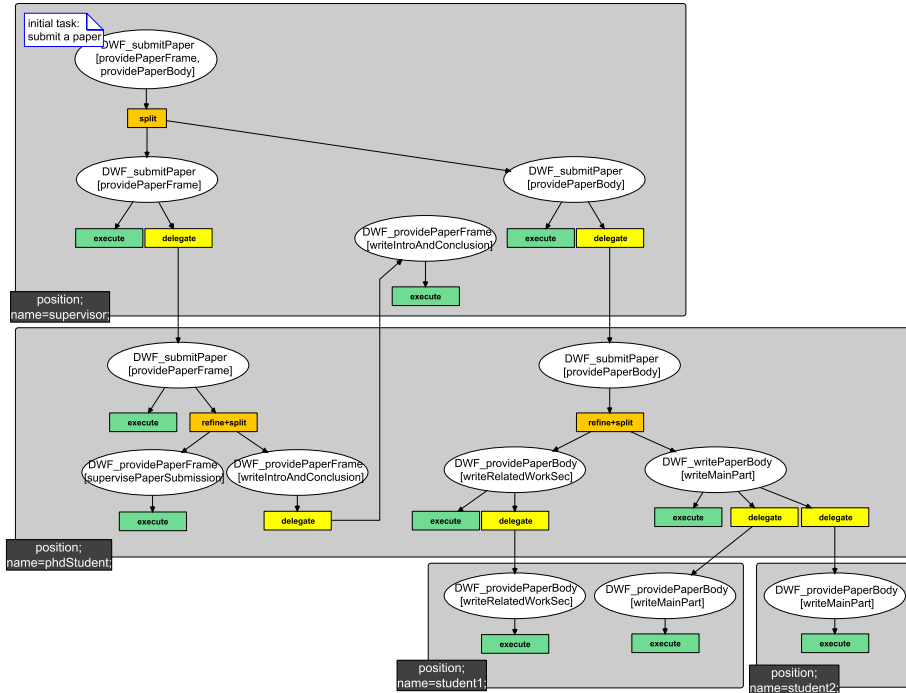 initial task:
submit a paper
DWF_submitPaper
[providePaperFrame,
providePaperBody]
split
DWF_submitPaper
[providePaperFrame]
DWF_submitPaper
[providePaperBody]
execute
delegate
DWF_providePaperFrame
[writeIntroAndConclusion]
execute
delegate
execute
position;
name=supervisor;
DWF_submitPaper
[providePaperFrame]
DWF_submitPaper
[providePaperBody]
execute
refine+split
refine+split
DWF_providePaperFrame
[supervisePaperSubmission]
DWF_providePaperFrame
[writeIntroAndConclusion]
DWF_providePaperBody
[writeRelatedWorkSec]
DWF_writePaperBody
[writeMainPart]
execute
delegate
execute
delegate
execute
delegate
delegate
position;
name=phdStudent;
DWF_providePaperBody
[writeRelatedWorkSec]
DWF_providePaperBody
[writeMainPart]
DWF_providePaperBody
[writeMainPart]
execute
execute
execute
position;
name=student1;
position;
name=student2;